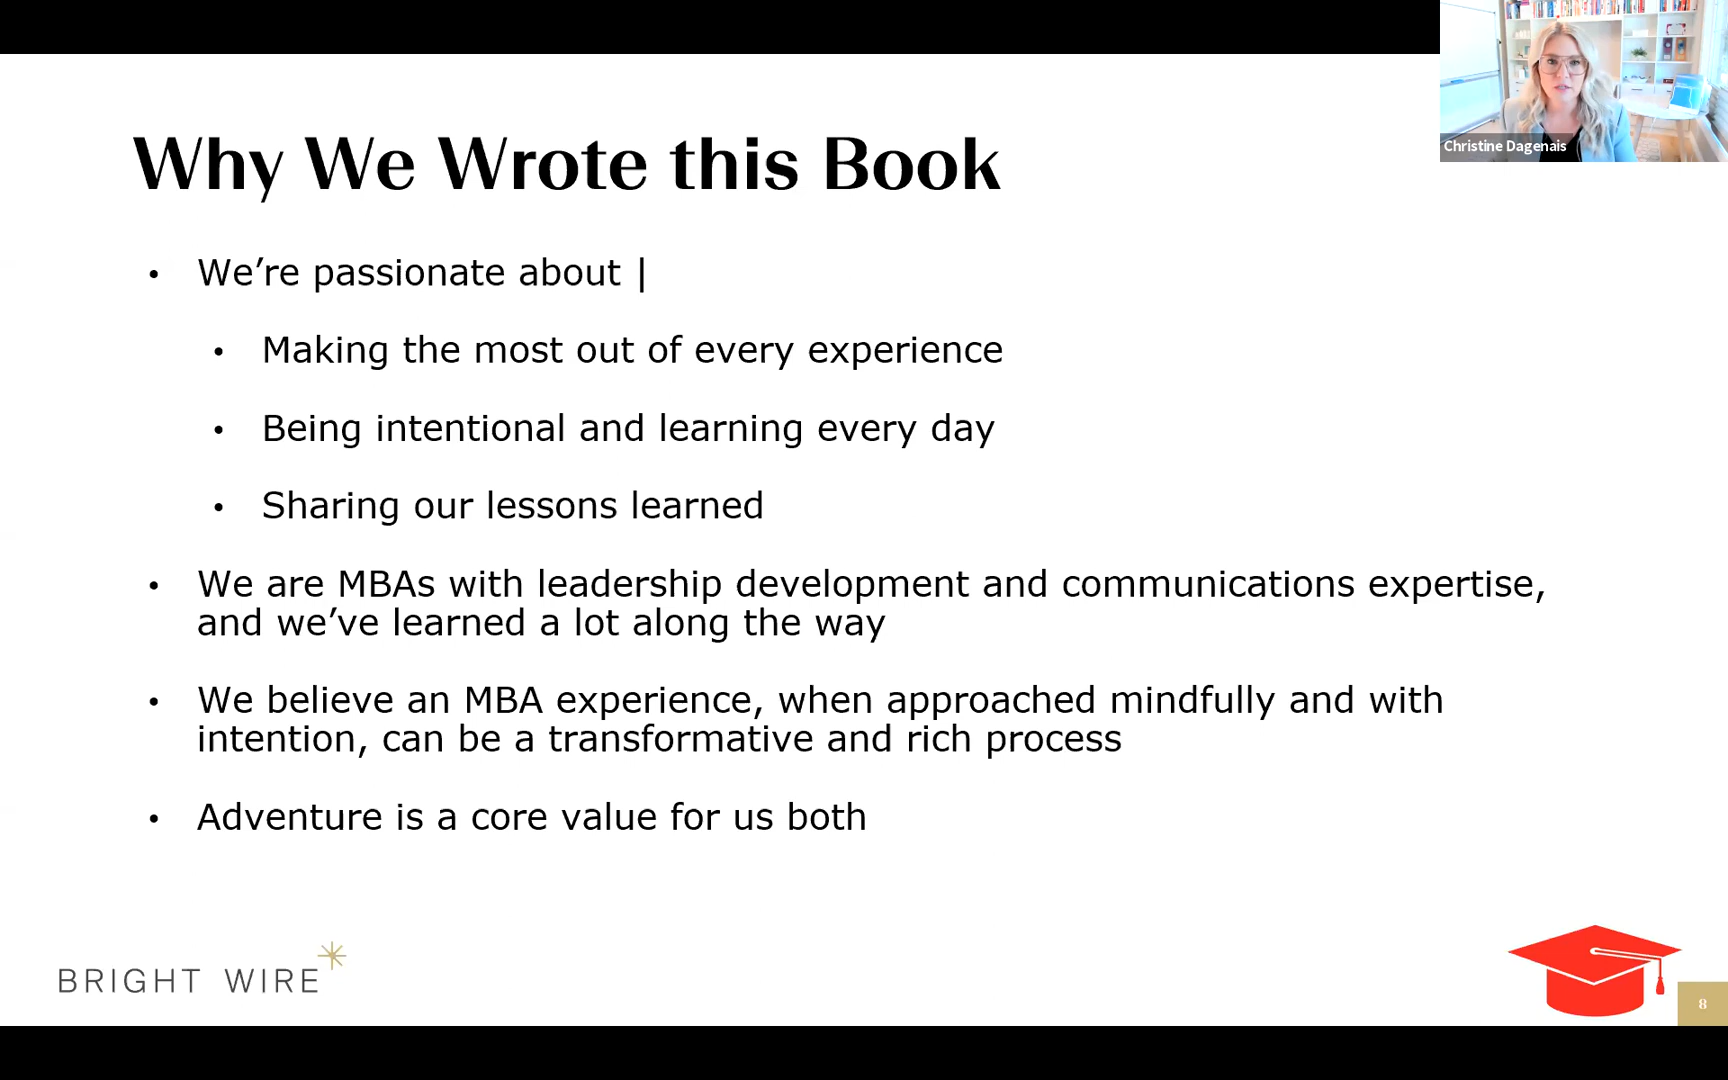 Christine Dagenais
Why We Wrote this Book
• We’re passionate about |
• Making the most out of every experience
• Being intentional and learning every day
• Sharing our lessons learned
• We are MBAs with leadership development and communications expertise,
and we’ve learned a lot along the way
• We believe an MBA experience, when approached mindfully and with
intention, can be a transformative and rich process
• Adventure is a core value for us both
BRIGHT WIRE
8